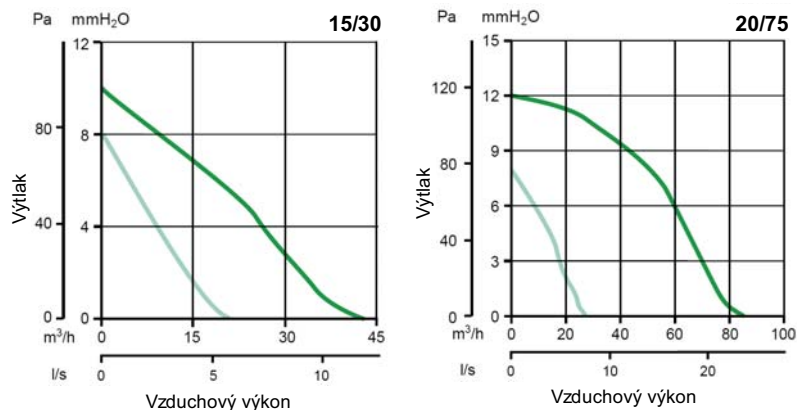 Pa mmH2O 15/30
12
80
8
Výtlak
40
4
0 0
m³/h 0 15 30 45
l/s 0 5 10
Vzduchový výkon
Pa mmH2O 20/75
15
120
12
9
80
Výtlak
6
40
3
0 0
m³/h 0 20 40 60 80 100
l/s 0 10 20
Vzduchový výkon